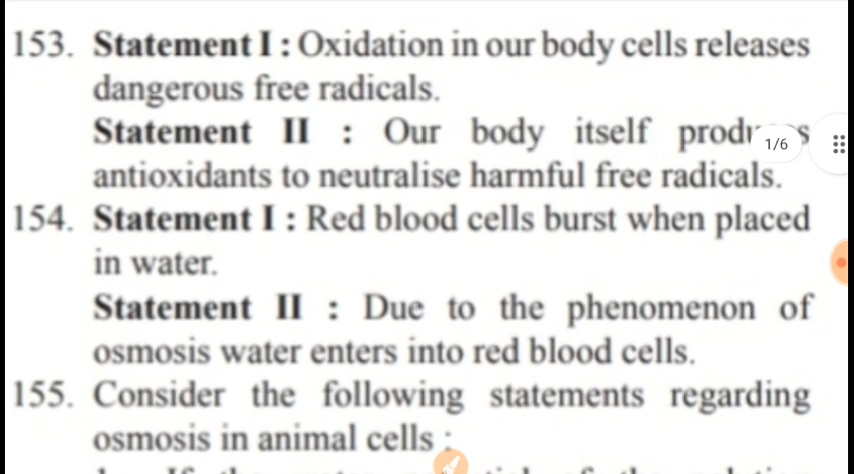 153. Statement I : Oxidation in our body cells releases
dangerous free radicals.
Statement II : Our body itself
1/6
antioxidants to neutralise harmful free radicals.
154. Statement I : Red blood cells burst when placed
in water.
Statement II : Due to the phenomenon of
osmosis water enters into red blood cells.
155. Consider the following statements regarding
osmosis in animal cells :